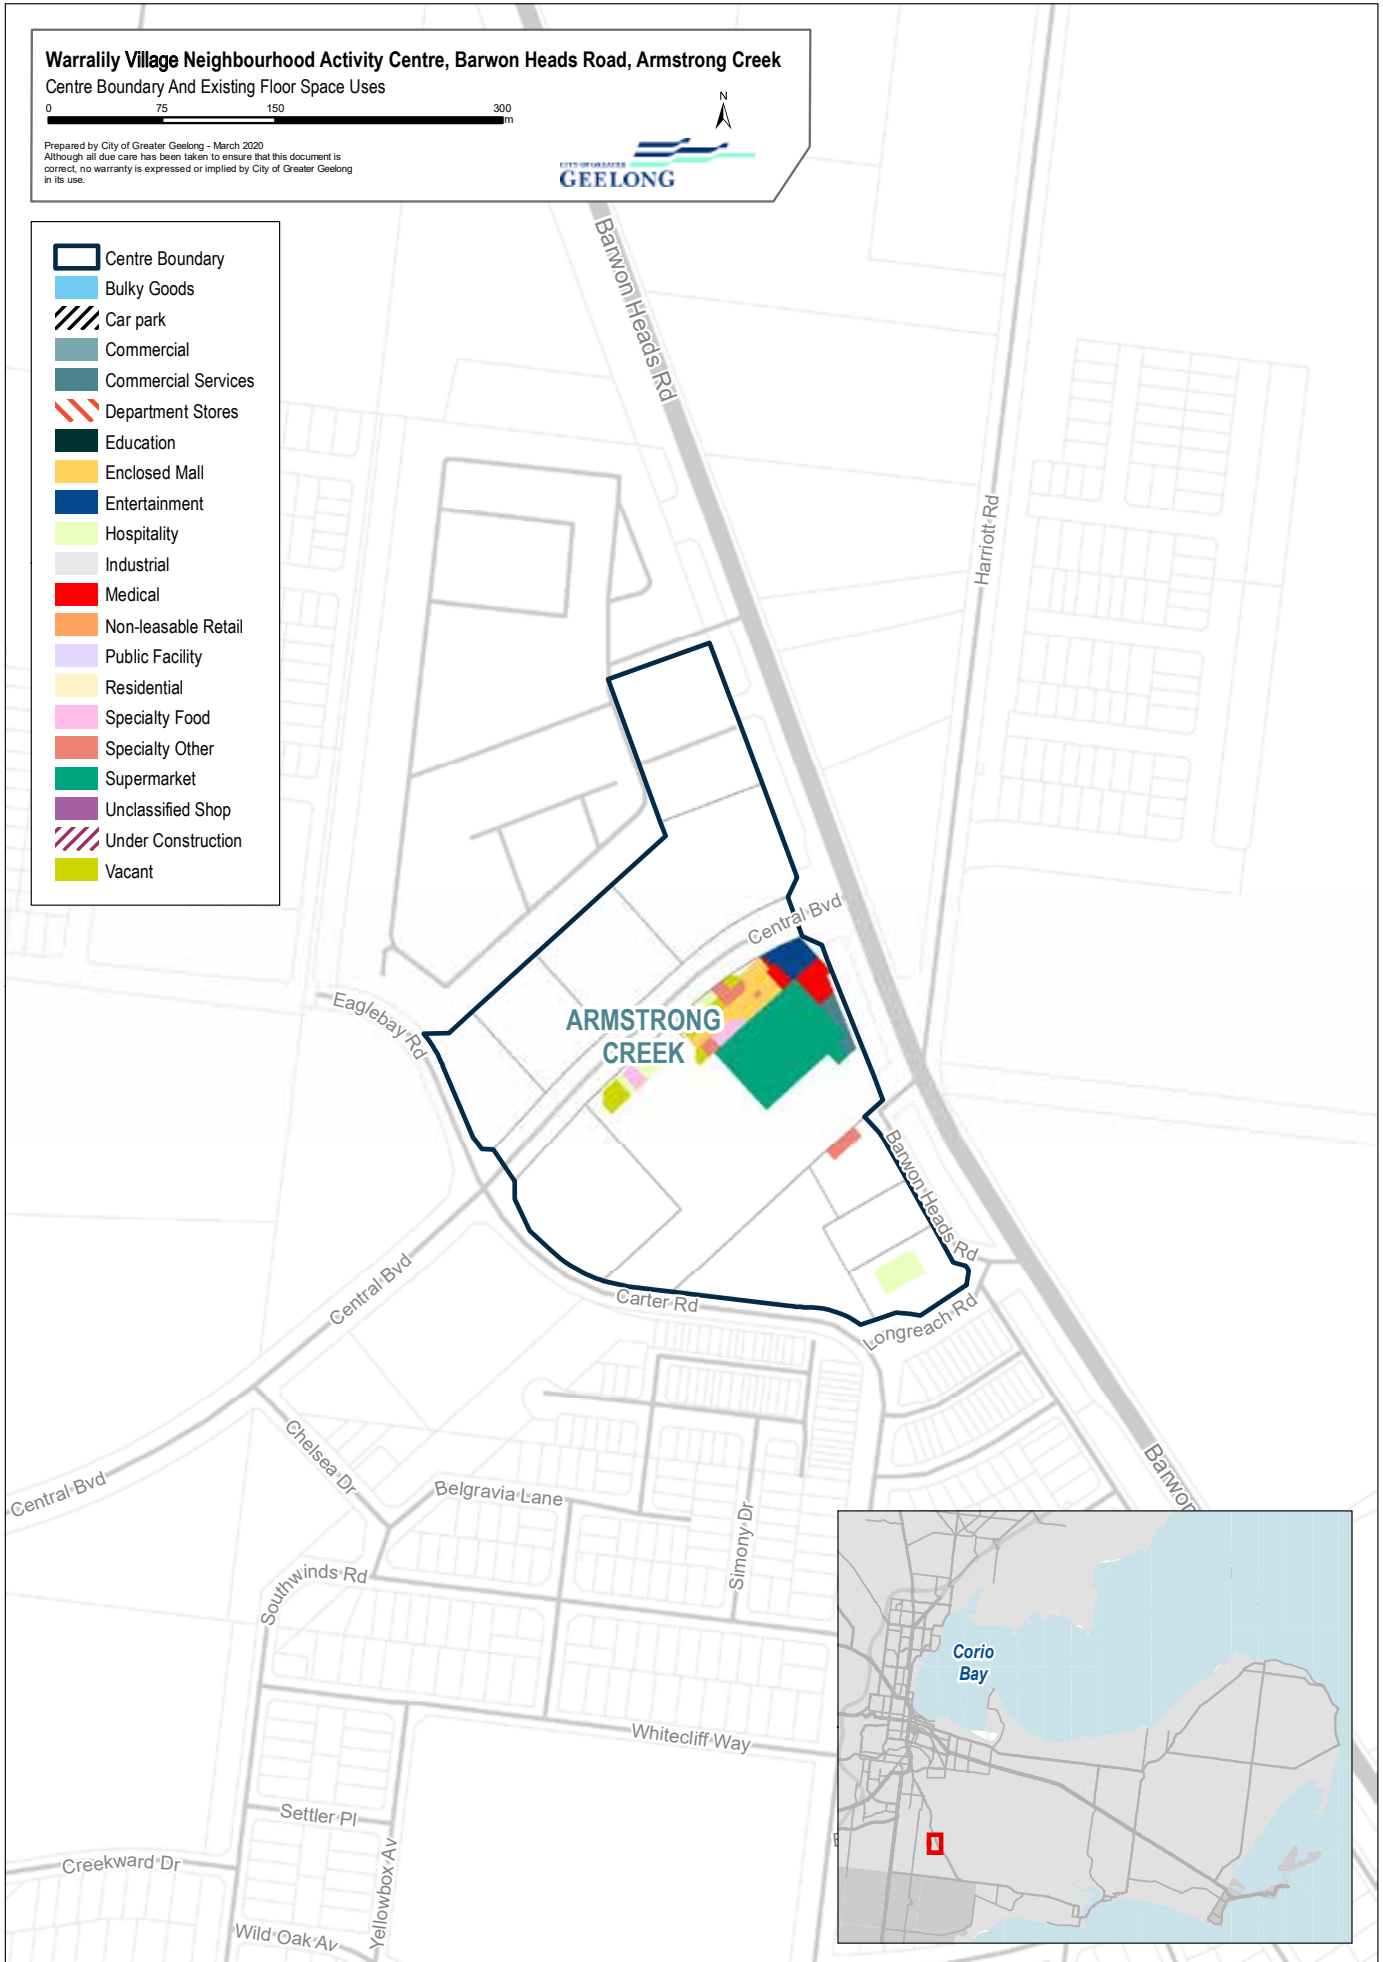 Warralily Village Neighbourhood Activity Centre, Barwon Heads Road, Armstrong Creek
Centre Boundary And Existing Floor Space Uses
0 75 150 300
m
N
Prepared by City of Greater Geelong - March 2020
Although all due care has been taken to ensure that this document is
correct, no warranty is expressed or implied by City of Greater Geelong
in its use.
CITY OF GREATER
GEELONG
Centre Boundary
Bulky Goods
Car park
Commercial
Commercial Services
Department Stores
Education
Enclosed Mall
Entertainment
Hospitality
Industrial
Medical
Non-leasable Retail
Public Facility
Residential
Specialty Food
Specialty Other
Supermarket
Unclassified Shop
Under Construction
Vacant
Barwon Heads Rd
Harriott Rd
Central Bvd
Eaglebay Rd
ARMSTRONG
CREEK
Barwon Heads Rd
Central Bvd
Carter Rd
Longreach Rd
Chelsea Dr
Central Bvd
Belgravia Lane
Barwon
Simony Dr
Southwinds Rd
Whitecliff Way
Settler Pl
Creekward Dr
Yellowbox Av
Wild Oak Av
Corio
Bay